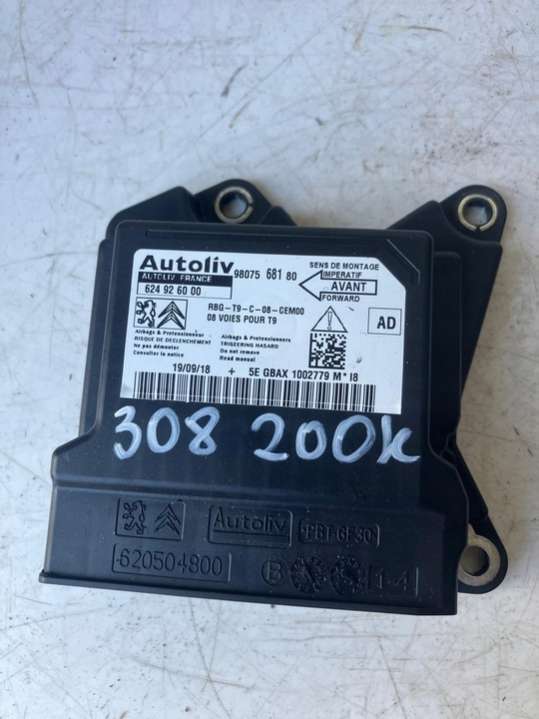 Autoliv
AUTOLIV FRANCE
624 92 60 00
98075 681 80
SENS DE MONTAGE
IMPERATIF
AVANT
FORWARD
RBG-T9-C-08-CEM00
08 VOIES POUR T9
AD
Airbags & Pretensionneur
RISQUE DE DECLENCHEMENT
Ne pas démonter
Consulter la notice
Airbags & Pretensioners
TRIGGERING HASARD
Do not remove
Read manual
19/09/18 + 5E GBAX 1002779 M*18
308 200k
Autoliv
PBT-GF30
620504800
B
1-4